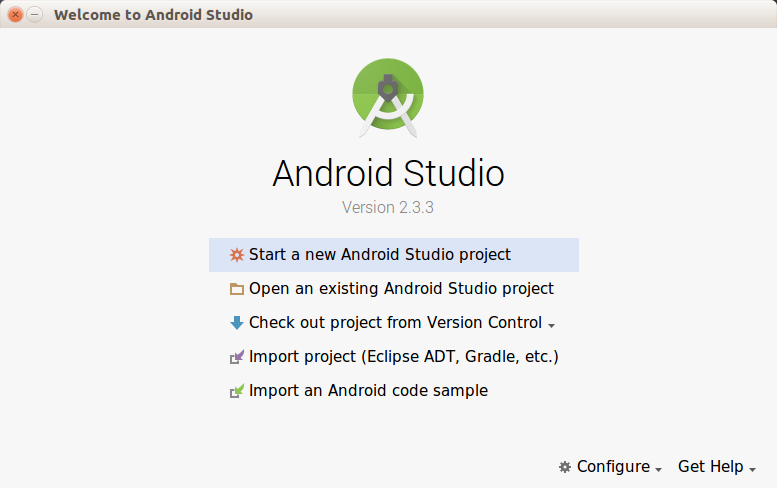 Welcome to Android Studio
Android Studio
Version 2.3.3
Start a new Android Studio project
Open an existing Android Studio project
Check out project from Version Control
Import project (Eclipse ADT, Gradle, etc.)
Import an Android code sample
Configure Get Help